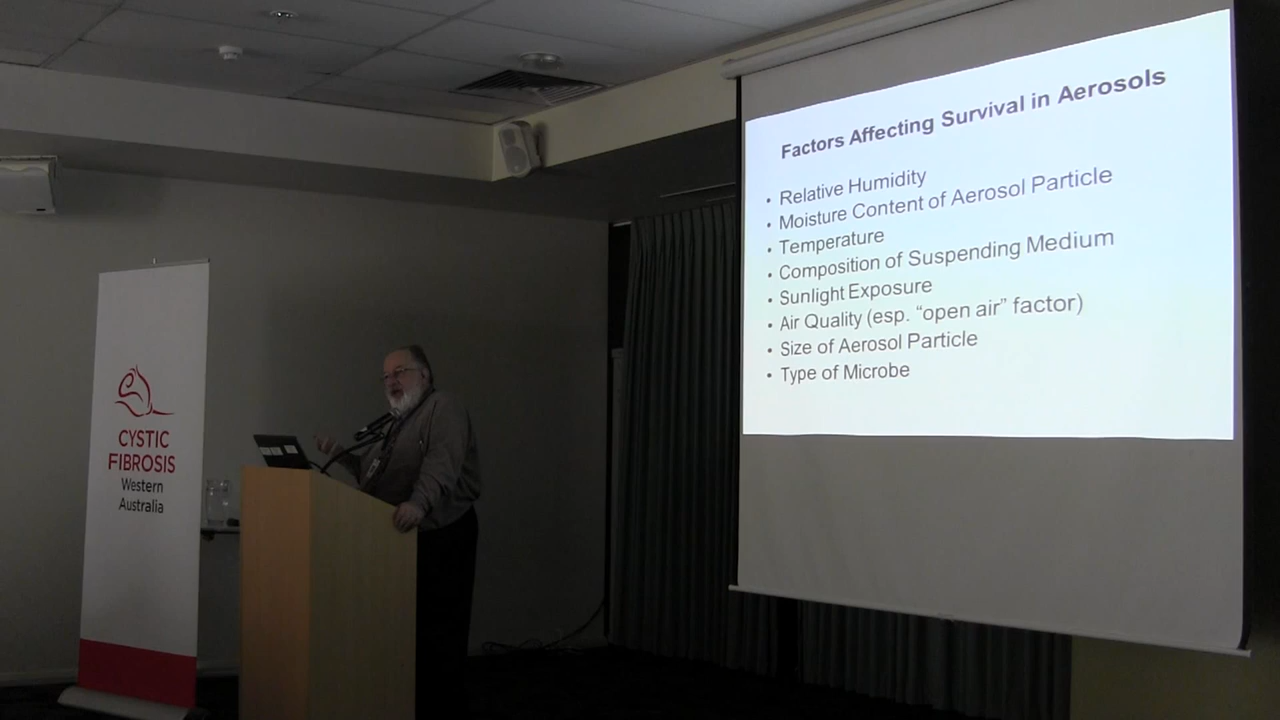 CYSTIC
FIBROSIS
Western
Australia
Factors Affecting Survival in Aerosols
• Relative Humidity
• Moisture Content of Aerosol Particle
• Temperature
• Composition of Suspending Medium
• Sunlight Exposure
• Air Quality (esp. “open air” factor)
• Size of Aerosol Particle
• Type of Microbe